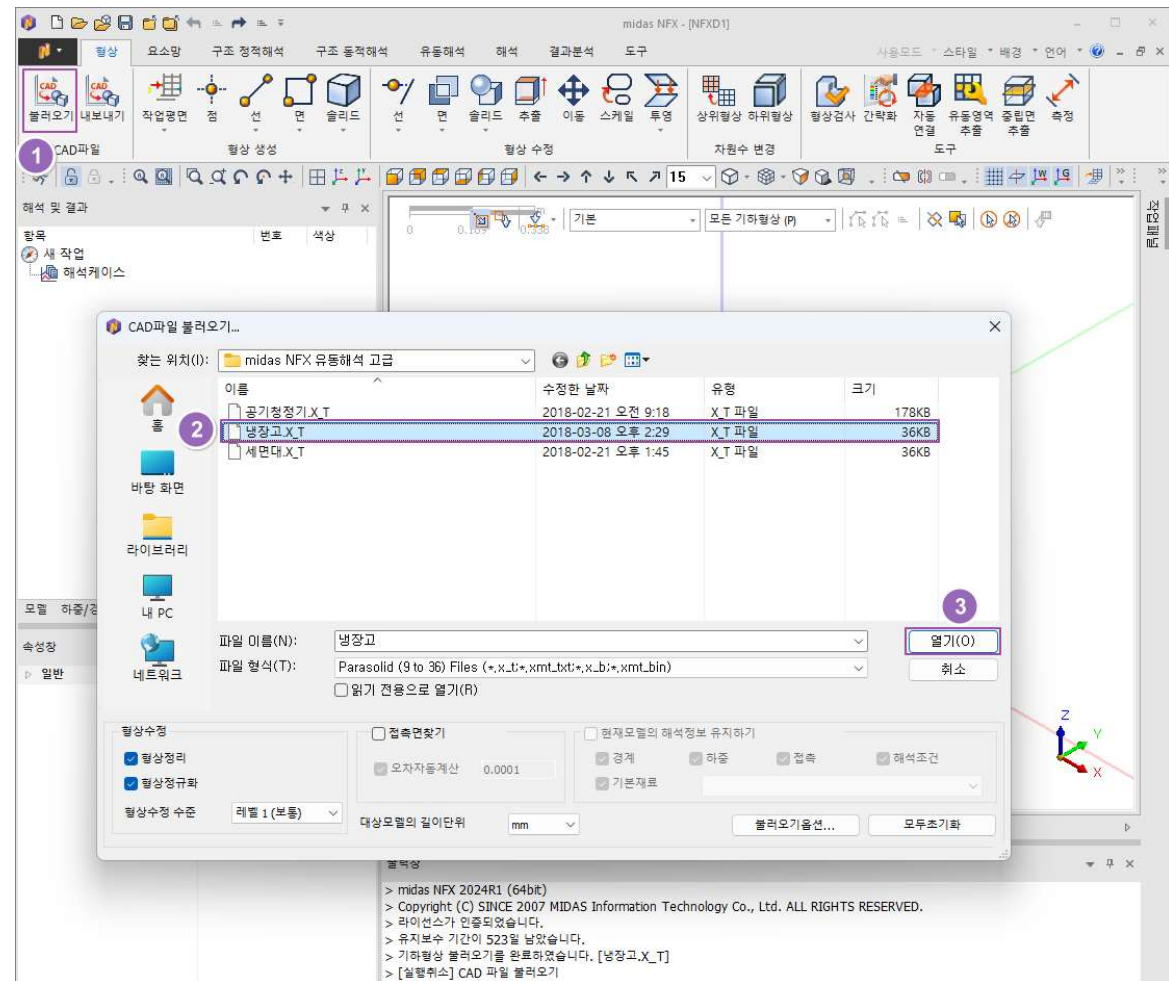 midas NFX - [NFXD1]
형상 요소망 구조 정적해석 구조 동적해석 유동해석 해석 결과분석 도구 사용모드 스타일 배경 언어
CAD CAD
불러오기 내보내기 작업평면 점 선 면 솔리드 선 면 솔리드 추출 이동 스케일 투영 상위형상 하위형상 형상검사 간략화 자동 연결 유동영역 추출 중립면 추출 측정
1 CAD파일 형상 생성 형상 수정 차원수 변경 도구
15
해석 및 결과
기본 모든 기하형상 (P)
작업패널
항목 번호 색상
새 작업
해석케이스
CAD파일 불러오기...
찾는 위치(I): midas NFX 유동해석 고급
이름 수정한 날짜 유형 크기
공기청정기.X_T 2018-02-21 오전 9:18 X_T 파일 178KB
2 냉장고.X_T 2018-03-08 오후 2:29 X_T 파일 36KB
세면대.X_T 2018-02-21 오후 1:45 X_T 파일 36KB
홈
바탕 화면
라이브러리
내 PC
네트워크
모델 하중/경
속성창
일반
3
파일 이름(N): 냉장고 열기(O)
파일 형식(T): Parasolid (9 to 36) Files (*.x_t;*.xmt_txt;*.x_b;*.xmt_bin) 취소
읽기 전용으로 열기(R)
형상수정 접촉면찾기 현재모델의 해석정보 유지하기
형상정리 오차자동계산 0.0001 경계 하중 접촉 해석조건
형상정규화 기본재료
형상수정 수준 레벨 1 (보통) 대상모델의 길이단위 mm 불러오기옵션... 모두초기화
Z
Y
X
출력창
> midas NFX 2024R1 (64bit)
> Copyright (C) SINCE 2007 MIDAS Information Technology Co., Ltd. ALL RIGHTS RESERVED.
> 라이선스가 인증되었습니다.
> 유지보수 기간이 523일 남았습니다.
> 기하형상 불러오기를 완료하였습니다. [냉장고.X_T]
> [실행취소] CAD 파일 불러오기